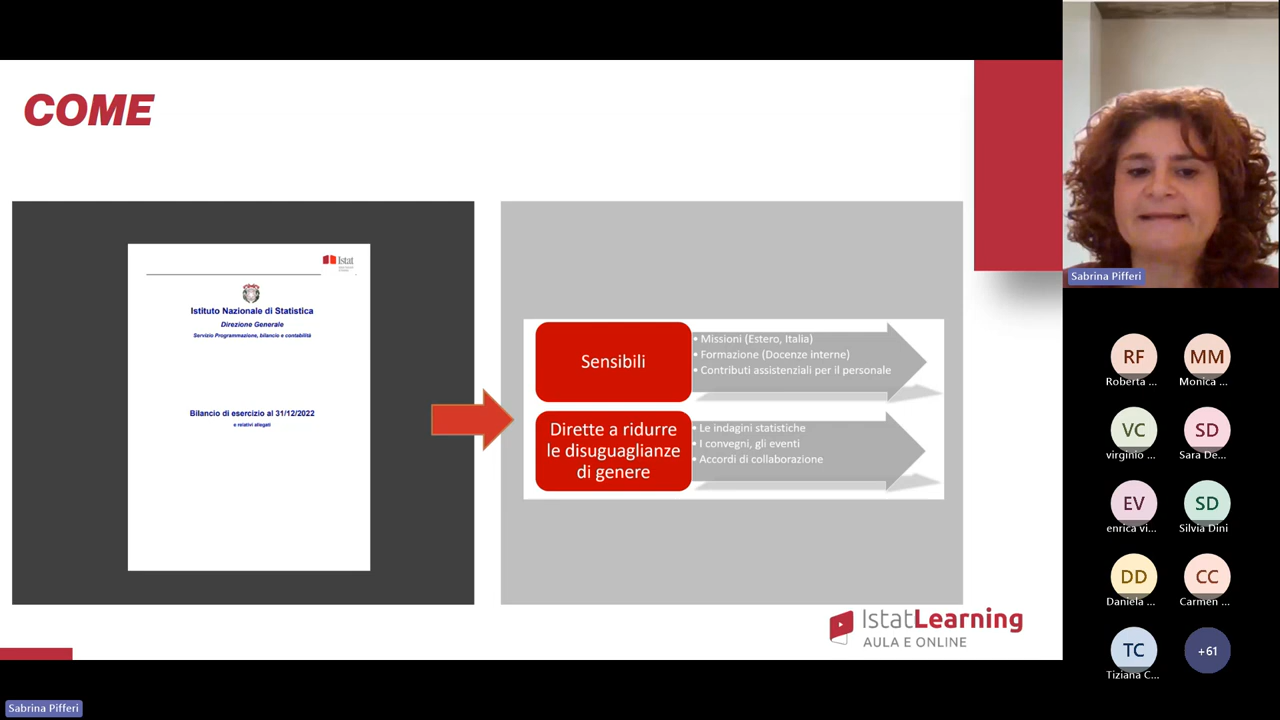 COME
Istat
Istituto Nazionale di Statistica
Direzione Generale
Servizio Programmazione, bilancio e contabilità
Bilancio di esercizio al 31/12/2022
e relativi allegati
Sensibili
• Missioni (Estero, Italia)
• Formazione (Docenze interne)
• Contributi assistenziali per il personale
Dirette a ridurre
le disuguaglianze
di genere
• Le indagini statistiche
• I convegni, gli eventi
• Accordi di collaborazione
IstatLearning
AULA E ONLINE
Sabrina Pifferi
RF
MM
Roberta ...
Monica ...
VC
SD
virginio ...
Sara De...
EV
SD
enrica vi...
Silvia Dini
DD
CC
Daniela ...
Carmen ...
TC
+61
Tiziana C...
Sabrina Pifferi